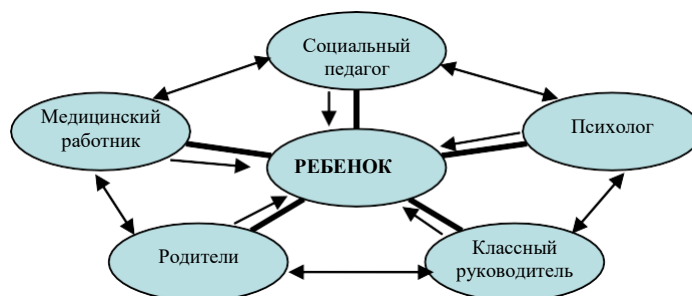 Социальный
педагог
Медицинский
работник
Психолог
РЕБЕНОК
Родители
Классный
руководитель